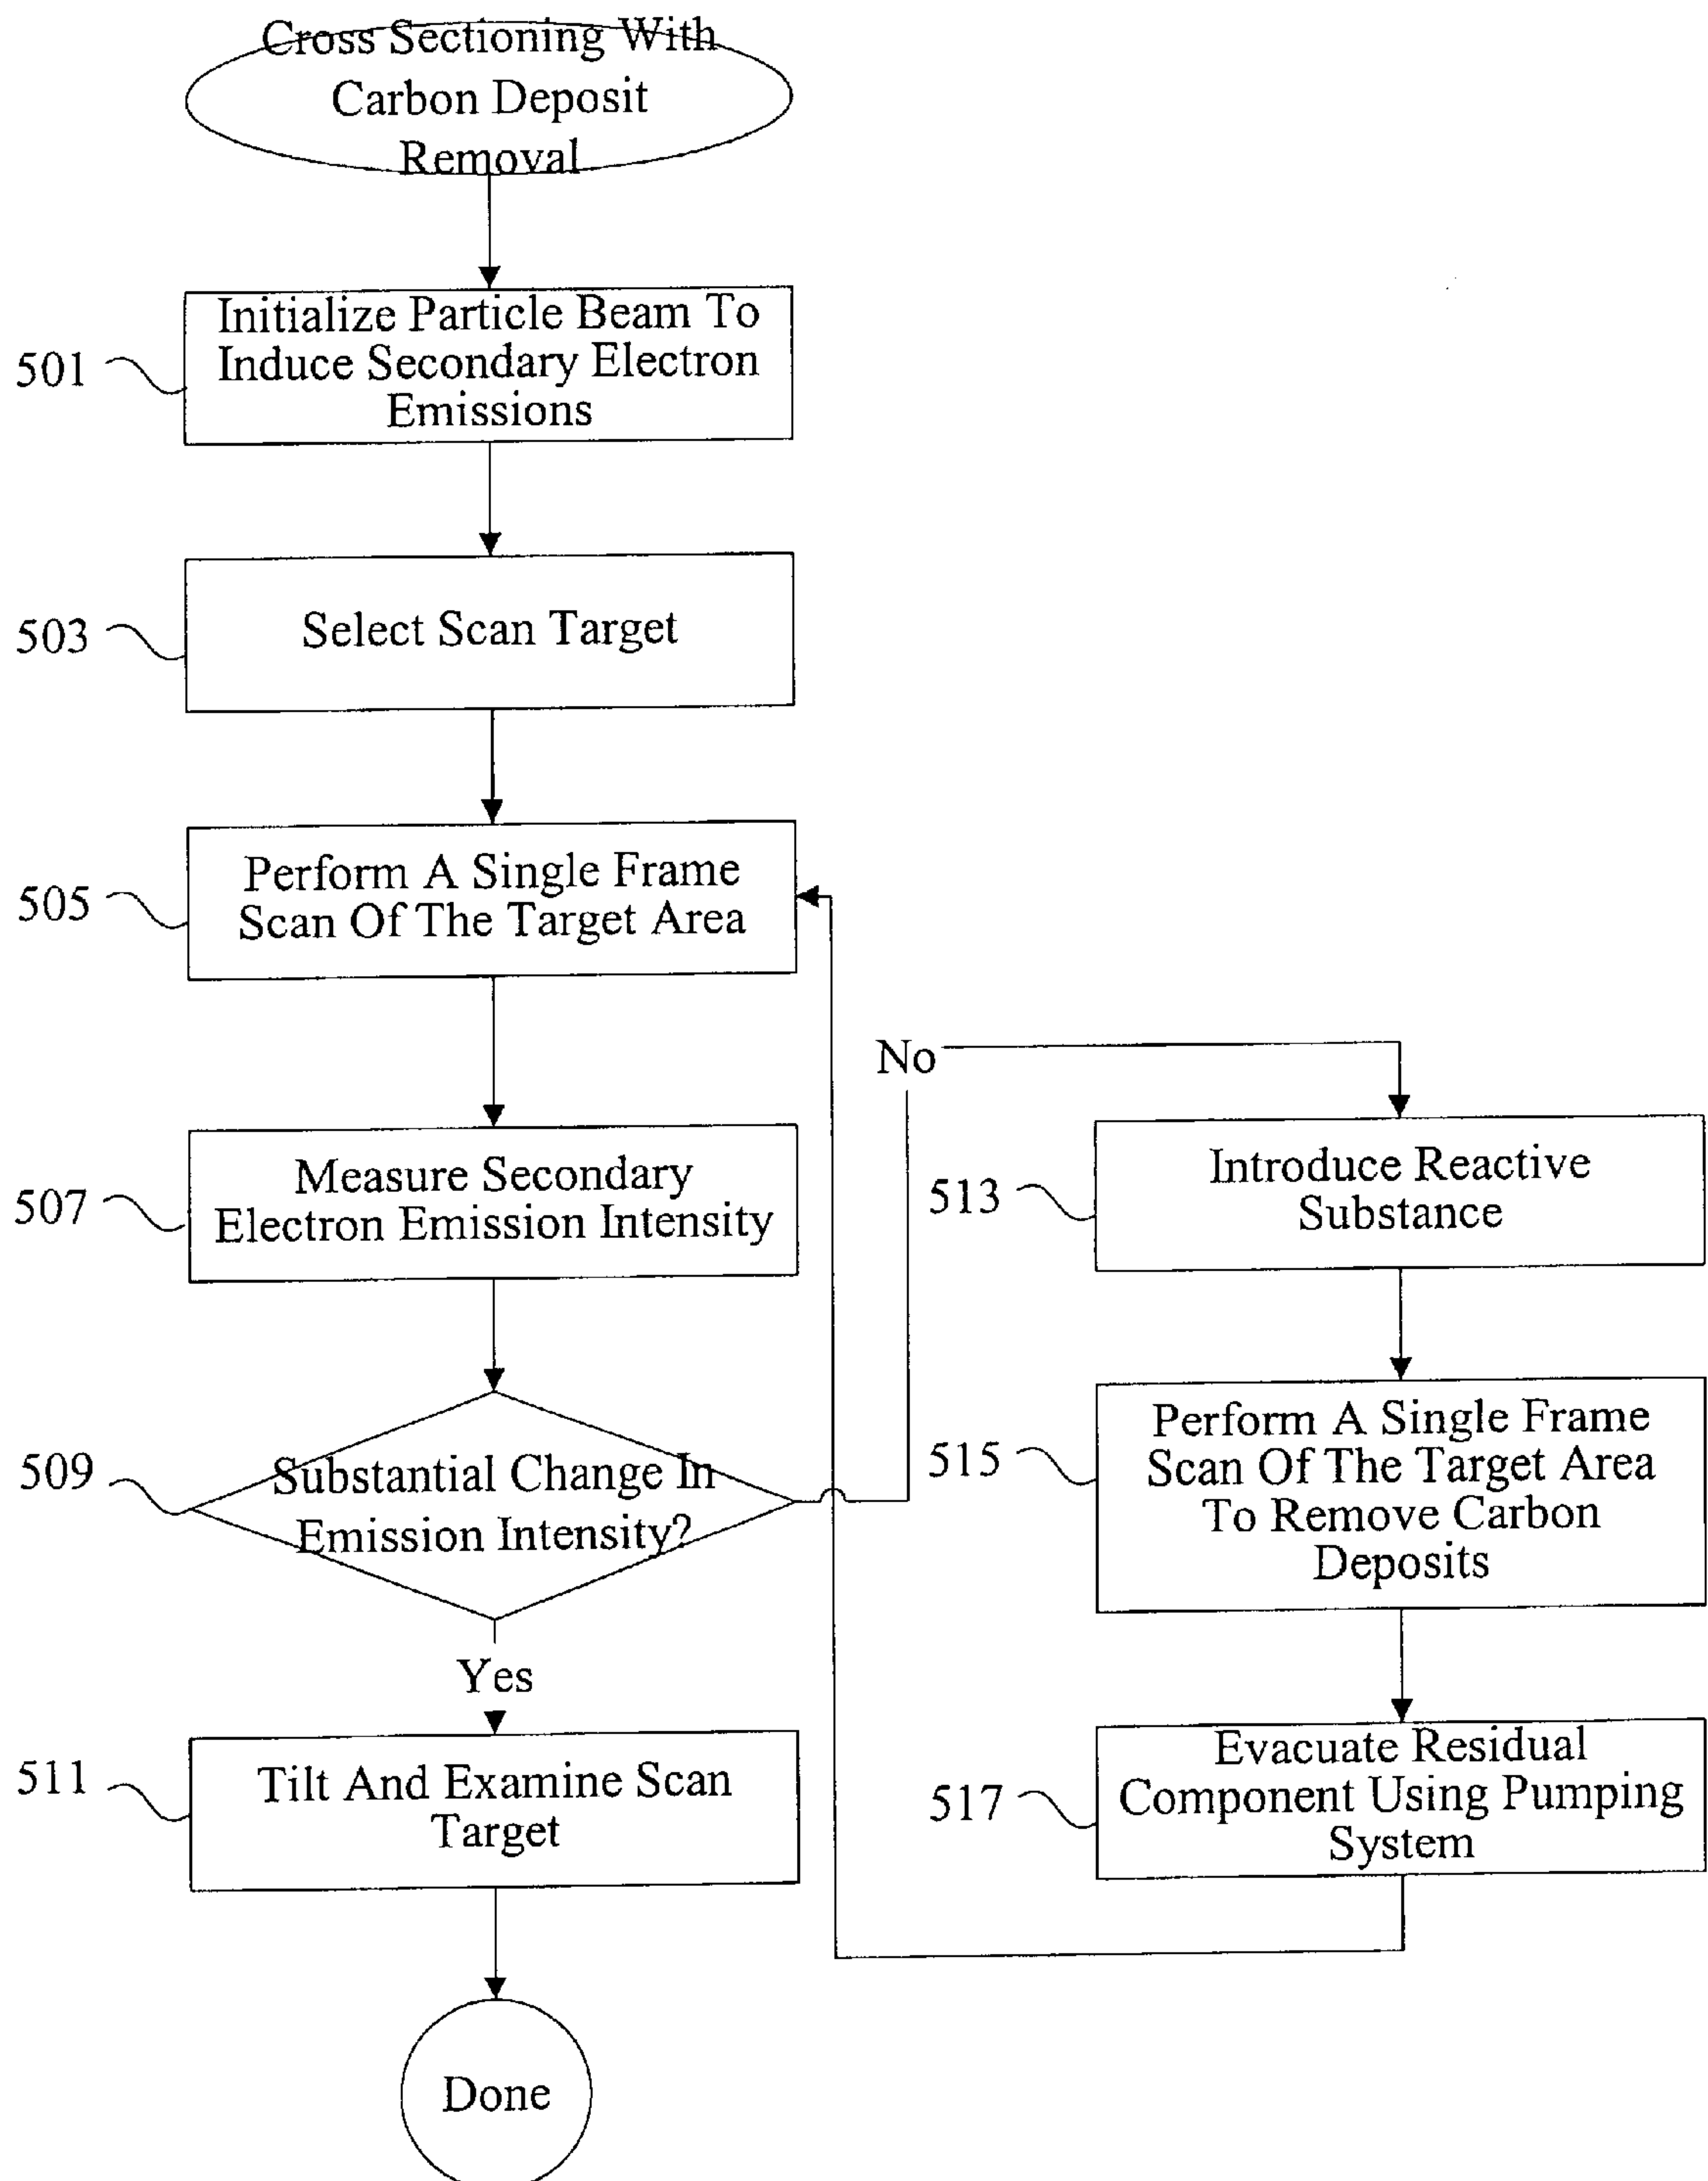 Cross Sectioning With
Carbon Deposit
Removal
501
Initialize Particle Beam To
Induce Secondary Electron
Emissions
503
Select Scan Target
505
Perform A Single Frame
Scan Of The Target Area
507
Measure Secondary
Electron Emission Intensity
509
Substantial Change In
Emission Intensity?
Yes
511
Tilt And Examine Scan
Target
Done
No
513
Introduce Reactive
Substance
515
Perform A Single Frame
Scan Of The Target Area
To Remove Carbon
Deposits
517
Evacuate Residual
Component Using Pumping
System